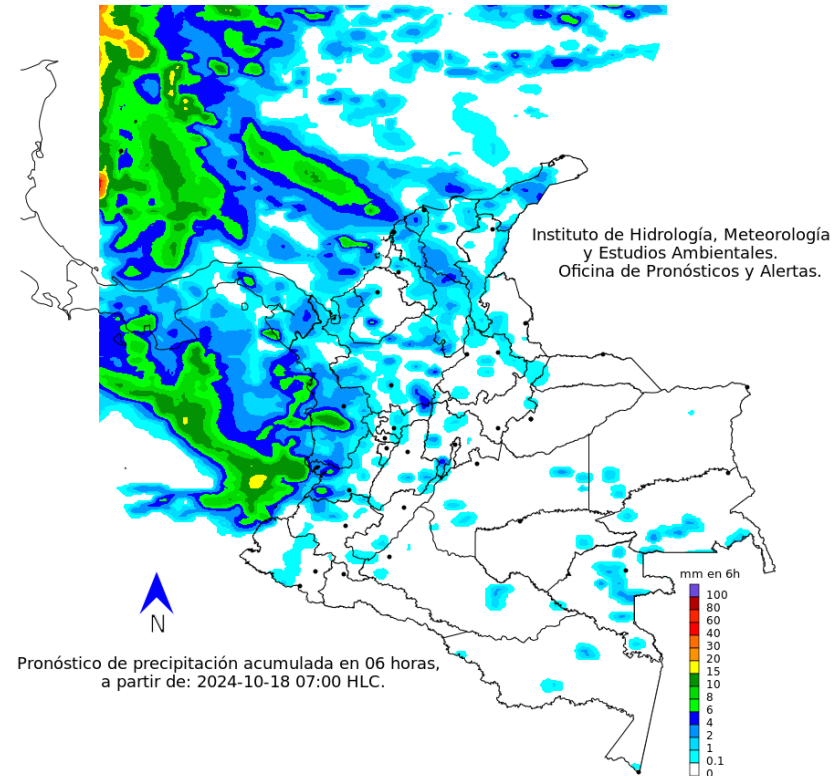 Instituto de Hidrología, Meteorología
y Estudios Ambientales.
Oficina de Pronósticos y Alertas.
N
Pronóstico de precipitación acumulada en 06 horas,
a partir de: 2024-10-18 07:00 HLC.
mm en 6h
100
80
60
40
30
20
15
10
8
6
4
2
1
0.1
0